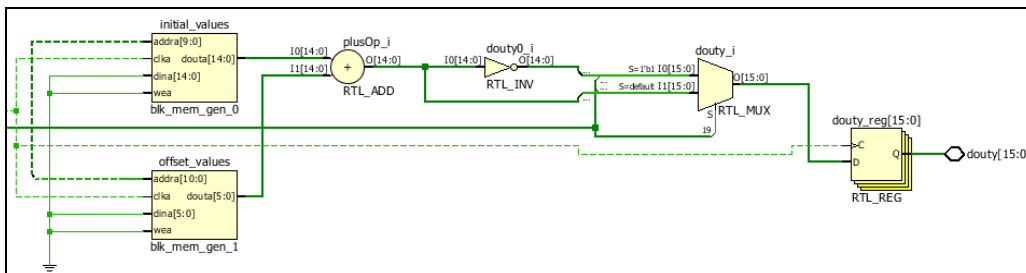 initial_values
addra[9:0]
clka
douta[14:0]
dina[14:0]
wea
blk_mem_gen_0
offset_values
addra[10:0]
clka
douta[5:0]
dina[5:0]
wea
blk_mem_gen_1
plusOp_i
I0[14:0]
I1[14:0]
O[14:0]
+
RTL_ADD
douty0_i
I0[14:0]
O[14:0]
RTL_INV
...
...
...
douty_i
S=1'b1 I0[15:0]
S=default I1[15:0]
O[15:0]
S
19
RTL_MUX
douty_reg[15:0]
C
D
Q
RTL_REG
douty[15:0